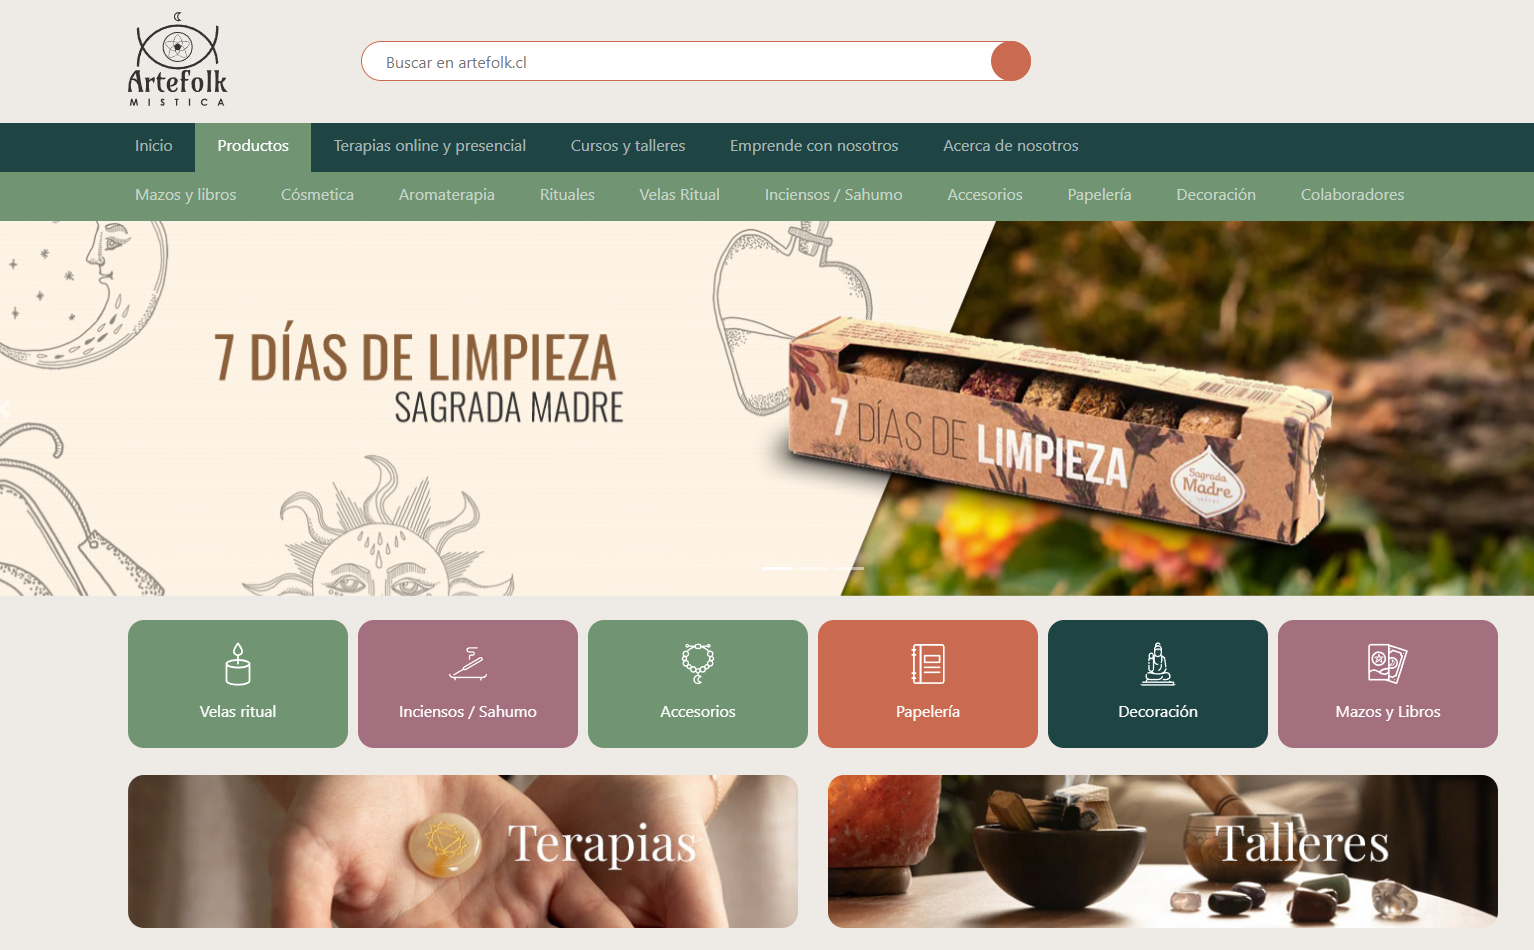 Artefolk
MISTICA
Buscar en artefolk.cl
Inicio
Productos
Terapias online y presencial
Cursos y talleres
Emprende con nosotros
Acerca de nosotros
Mazos y libros
Cósmetica
Aromaterapia
Rituales
Velas Ritual
Inciensos / Sahumo
Accesorios
Papelería
Decoración
Colaboradores
7 DÍAS DE LIMPIEZA
SAGRADA MADRE
7 DÍAS DE LIMPIEZA
Sagrada
Madre
Velas ritual
Inciensos / Sahumo
Accesorios
Papelería
Decoración
Mazos y Libros
Terapias
Talleres